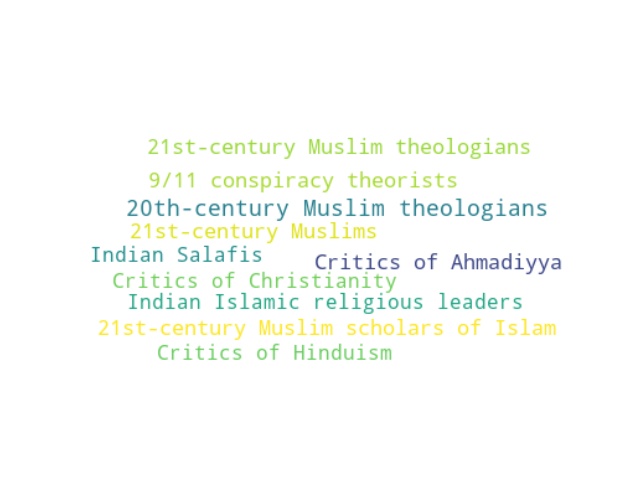 21st-century Muslim theologians
9/11 conspiracy theorists
20th-century Muslim theologians
21st-century Muslims
Indian Salafis
Critics of Ahmadiyya
Critics of Christianity
Indian Islamic religious leaders
21st-century Muslim scholars of Islam
Critics of Hinduism